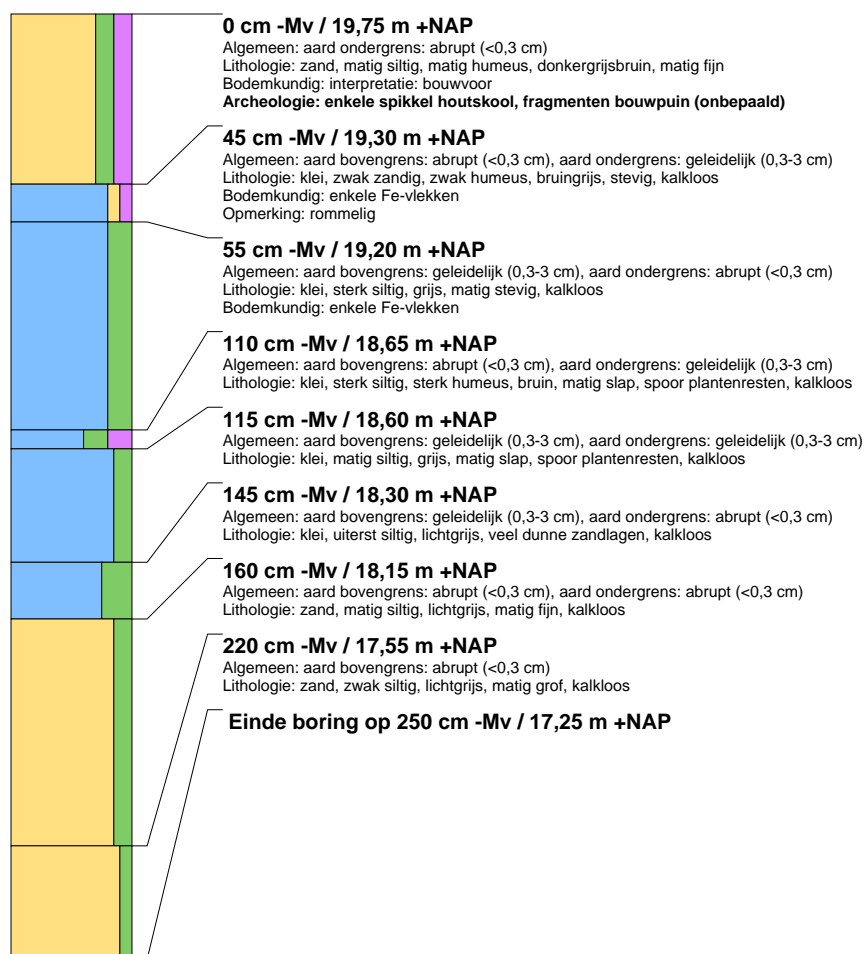 0 cm -Mv / 19,75 m +NAP
Algemeen: aard ondergrens: abrupt (<0,3 cm)
Lithologie: zand, matig siltig, matig humeus, donkergrijsbruin, matig fijn
Bodemkundig: interpretatie: bouwvoor
Archeologie: enkele spikkel houtskool, fragmenten bouwpuin (onbepaald)
45 cm -Mv / 19,30 m +NAP
Algemeen: aard bovengrens: abrupt (<0,3 cm), aard ondergrens: geleidelijk (0,3-3 cm)
Lithologie: klei, zwak zandig, zwak humeus, bruingrijs, stevig, kalkloos
Bodemkundig: enkele Fe-vlekken
Opmerking: rommelig
55 cm -Mv / 19,20 m +NAP
Algemeen: aard bovengrens: geleidelijk (0,3-3 cm), aard ondergrens: abrupt (<0,3 cm)
Lithologie: klei, sterk siltig, grijs, matig stevig, kalkloos
Bodemkundig: enkele Fe-vlekken
110 cm -Mv / 18,65 m +NAP
Algemeen: aard bovengrens: abrupt (<0,3 cm), aard ondergrens: geleidelijk (0,3-3 cm)
Lithologie: klei, sterk siltig, sterk humeus, bruin, matig slap, spoor plantenresten, kalkloos
115 cm -Mv / 18,60 m +NAP
Algemeen: aard bovengrens: geleidelijk (0,3-3 cm), aard ondergrens: geleidelijk (0,3-3 cm)
Lithologie: klei, matig siltig, grijs, matig slap, spoor plantenresten, kalkloos
145 cm -Mv / 18,30 m +NAP
Algemeen: aard bovengrens: geleidelijk (0,3-3 cm), aard ondergrens: abrupt (<0,3 cm)
Lithologie: klei, uiterst siltig, lichtgrijs, veel dunne zandlagen, kalkloos
160 cm -Mv / 18,15 m +NAP
Algemeen: aard bovengrens: abrupt (<0,3 cm), aard ondergrens: abrupt (<0,3 cm)
Lithologie: zand, matig siltig, lichtgrijs, matig fijn, kalkloos
220 cm -Mv / 17,55 m +NAP
Algemeen: aard bovengrens: abrupt (<0,3 cm)
Lithologie: zand, zwak siltig, lichtgrijs, matig grof, kalkloos
Einde boring op 250 cm -Mv / 17,25 m +NAP